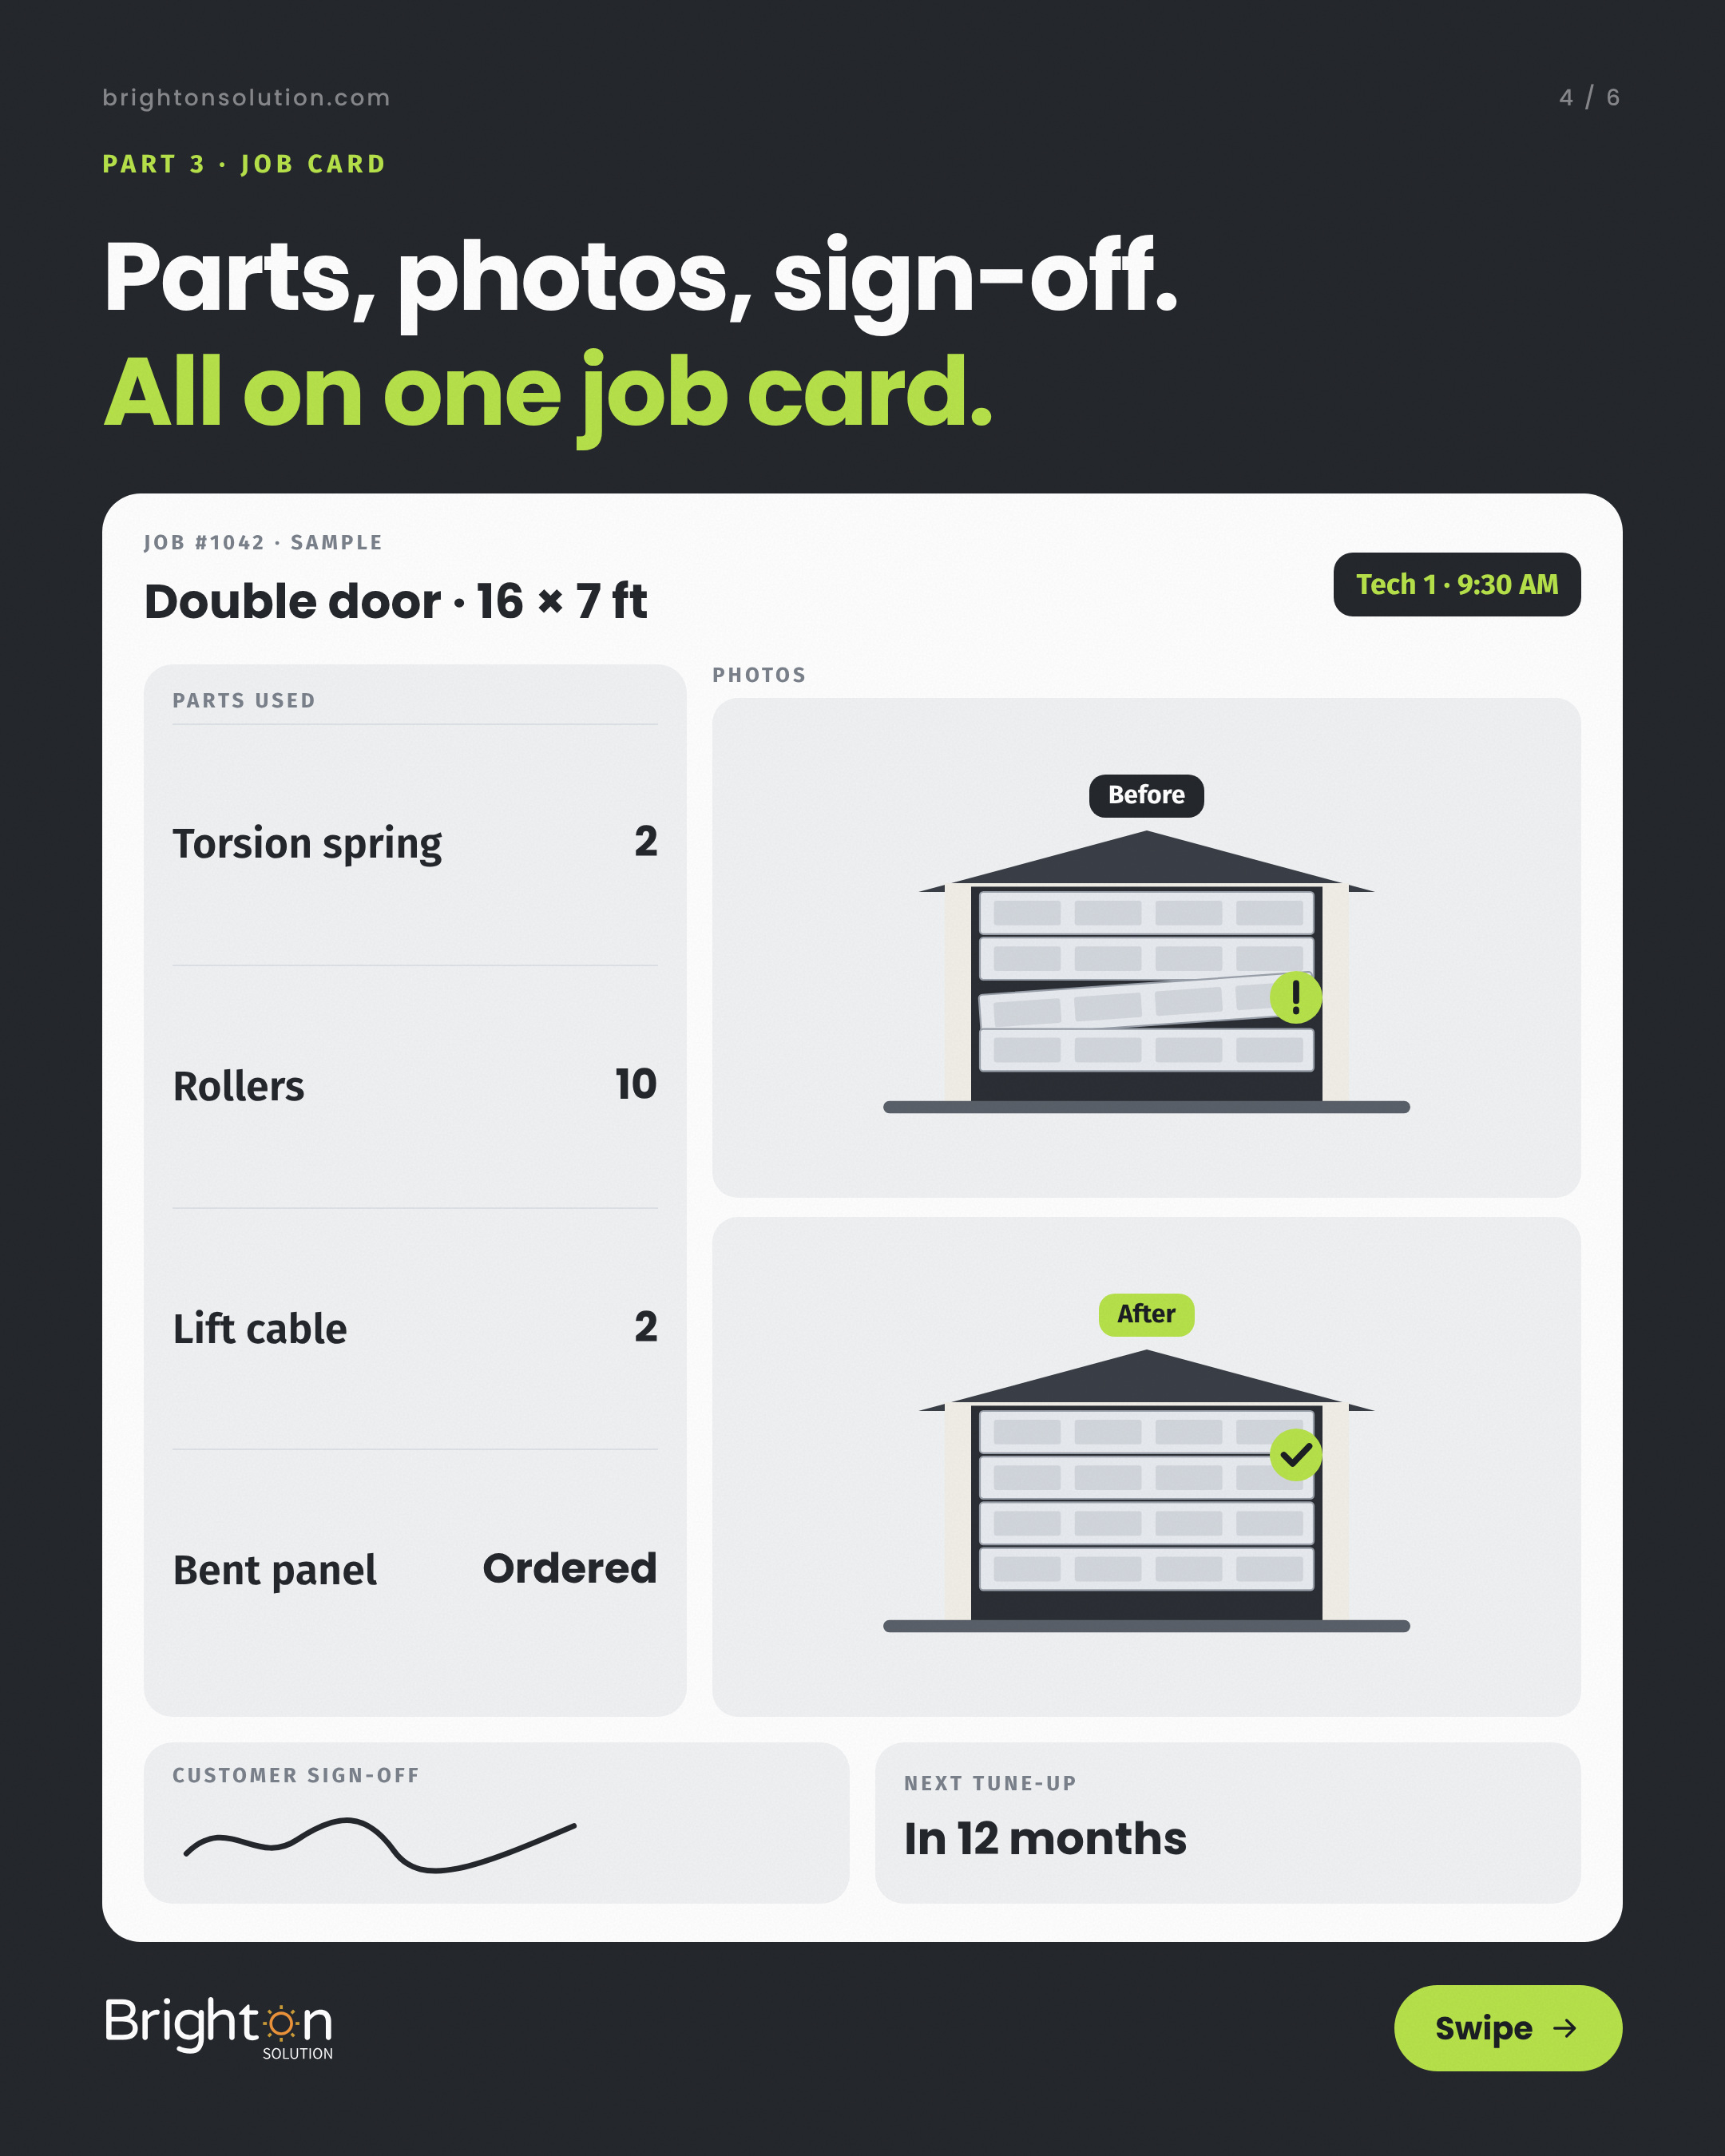 brightonsolution.com
4 / 6
PART 3 · JOB CARD
Parts, photos, sign-off.
All on one job card.
JOB #1042 · SAMPLE
Double door · 16 × 7 ft
Tech 1 · 9:30 AM
PARTS USED
Torsion spring 2
Rollers 10
Lift cable 2
Bent panel Ordered
PHOTOS
Before
!
After
CUSTOMER SIGN-OFF
NEXT TUNE-UP
In 12 months
Brighton
SOLUTION
Swipe →